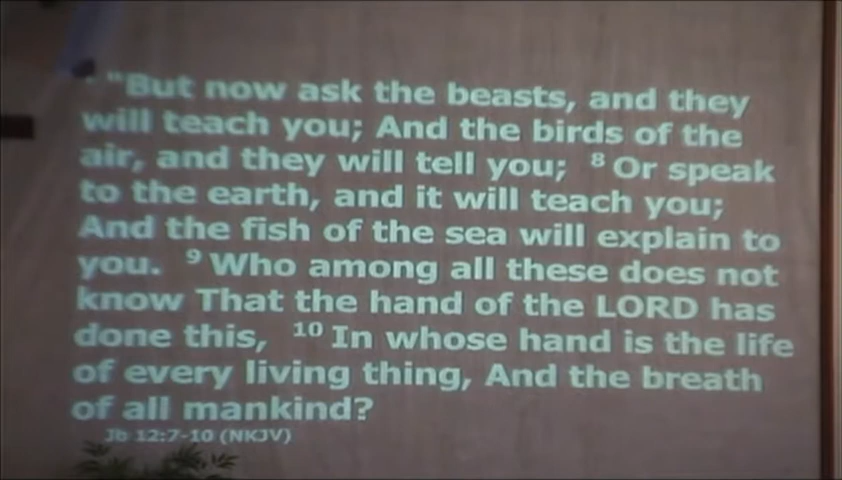 "But now ask the beasts, and they
will teach you; And the birds of the
air, and they will tell you; 8 Or speak
to the earth, and it will teach you;
And the fish of the sea will explain to
you. 9 Who among all these does not
know That the hand of the LORD has
done this, 10 In whose hand is the life
of every living thing, And the breath
of all mankind?
Jb 12:7-10 (NKJV)